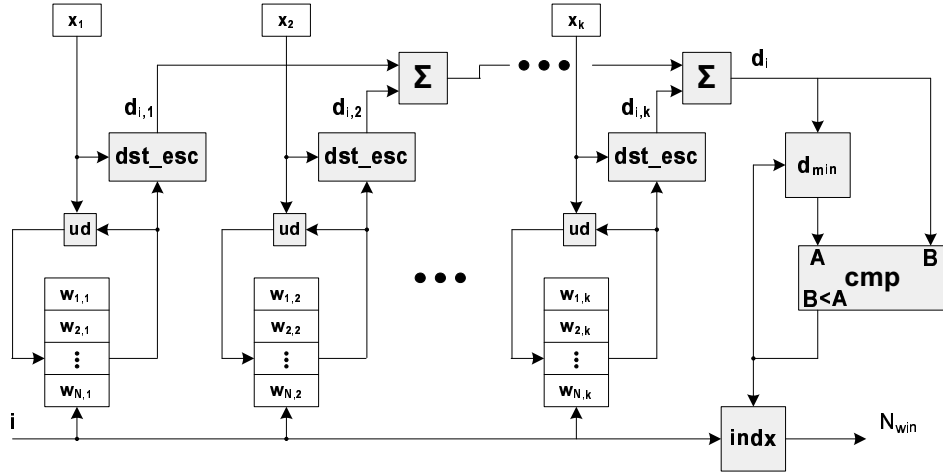 x1 x2 xk
Σ ••• Σ di
di,1 di,2 di,k
dst_esc dst_esc dst_esc dmin
ud ud ud
A B
cmp
B<A
•••
w1,1 w1,2 w1,k
w2,1 w2,2 w2,k
⋮ ⋮ ⋮
wN,1 wN,2 wN,k
i Nwin
indx